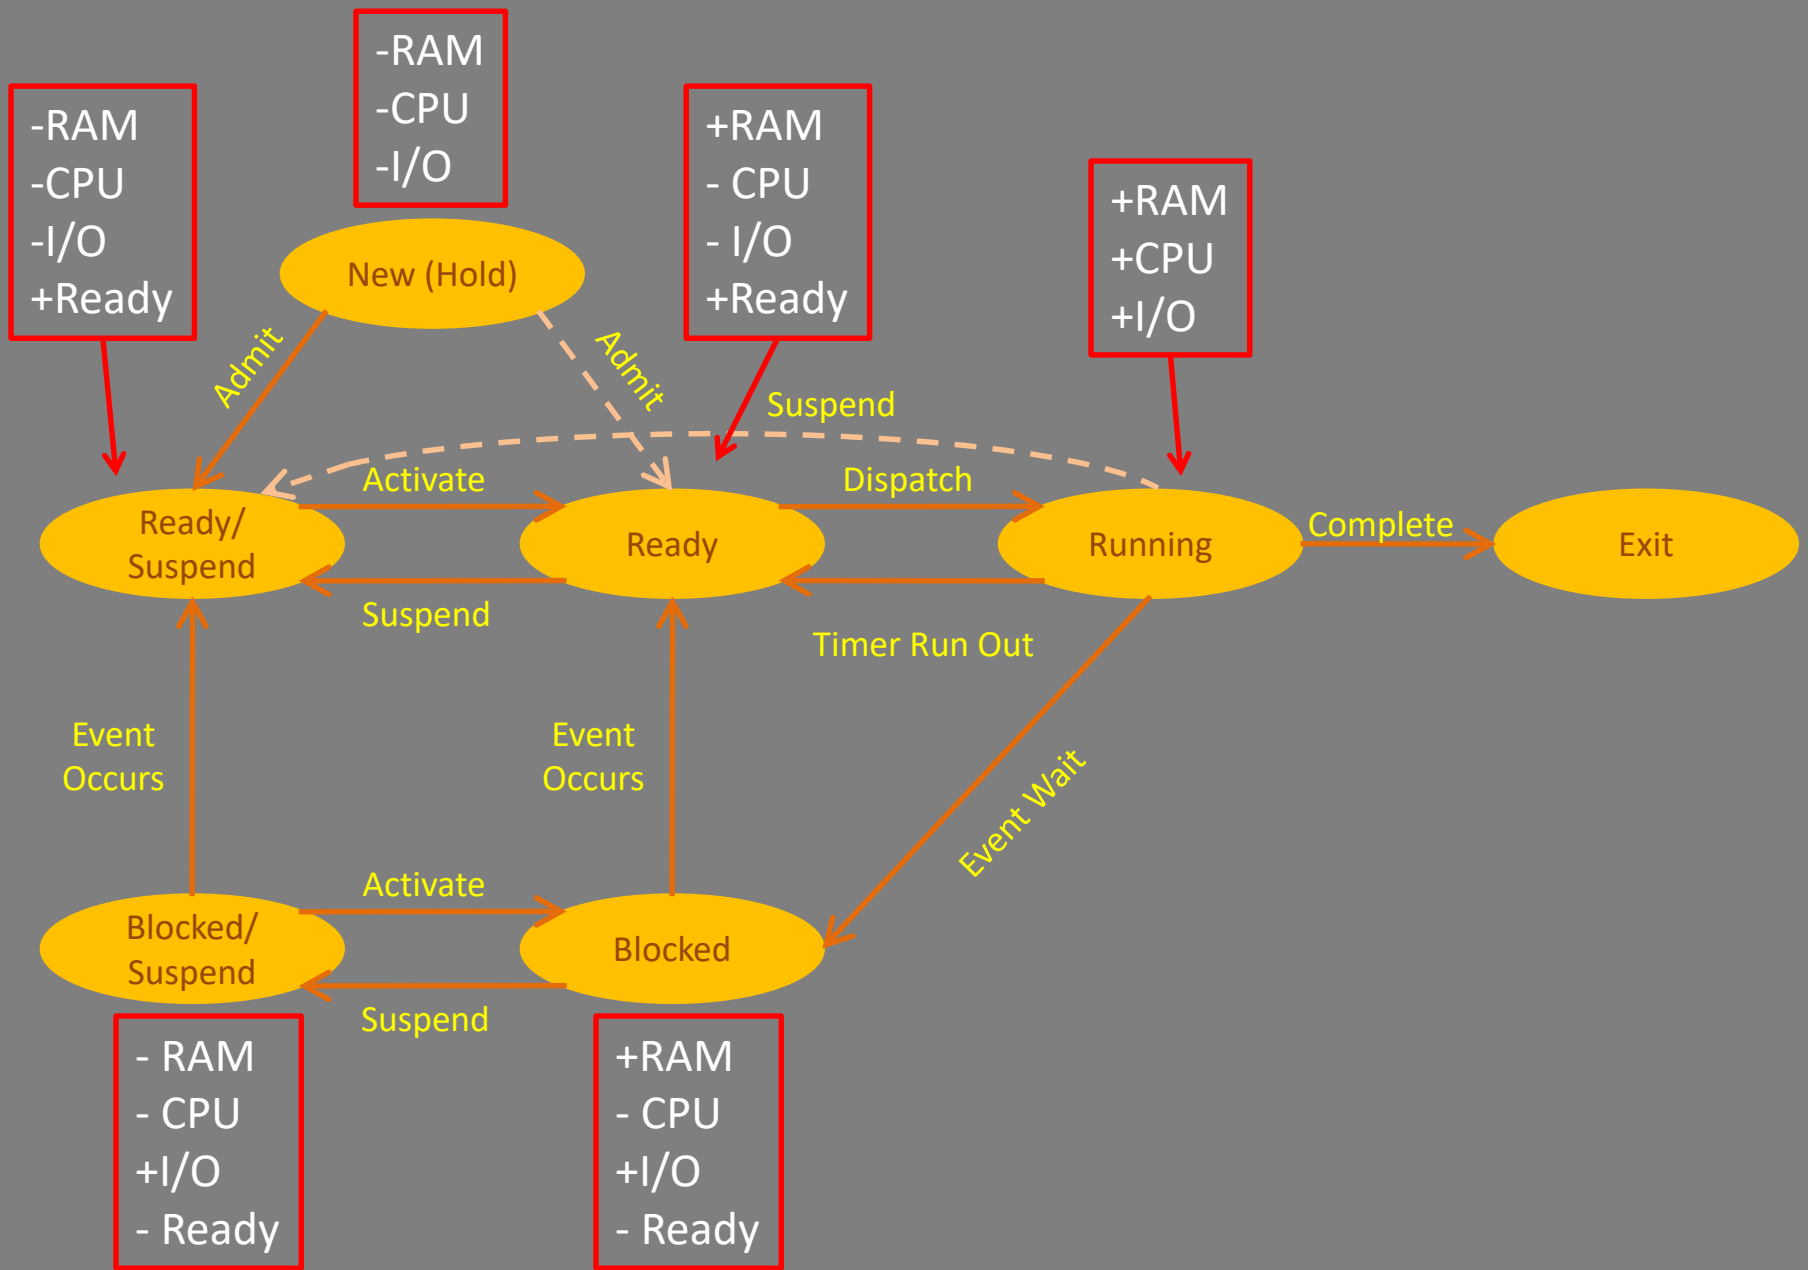 -RAM
-CPU
-I/O
-RAM
-CPU
-I/O
+Ready
+RAM
- CPU
- I/O
+Ready
+RAM
+CPU
+I/O
New (Hold)
Admit
Admit
Suspend
Activate
Dispatch
Ready/
Suspend
Ready
Running
Complete
Exit
Suspend
Timer Run Out
Event
Occurs
Event
Occurs
Event Wait
Activate
Blocked/
Suspend
Blocked
Suspend
- RAM
- CPU
+I/O
- Ready
+RAM
- CPU
+I/O
- Ready